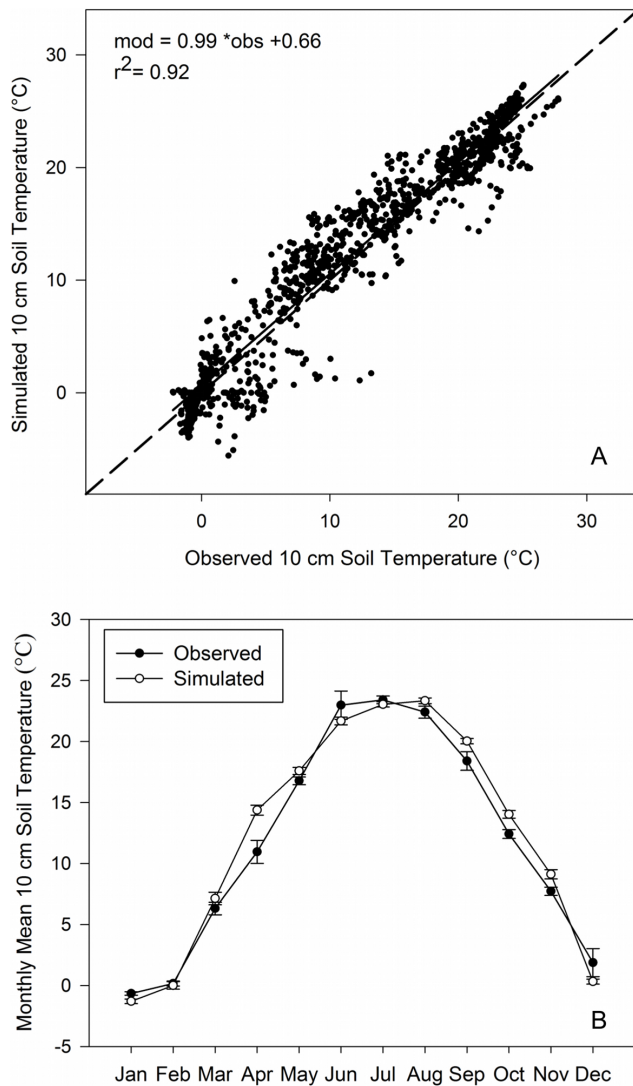 mod = 0.99 *obs +0.66
r2= 0.92
Simulated 10 cm Soil Temperature (°C)
30
20
10
0
A
0 10 20 30
Observed 10 cm Soil Temperature (°C)
Monthly Mean 10 cm Soil Temperature (°C)
30
25
20
15
10
5
0
-5
Observed
Simulated
B
Jan Feb Mar Apr May Jun Jul Aug Sep Oct Nov Dec